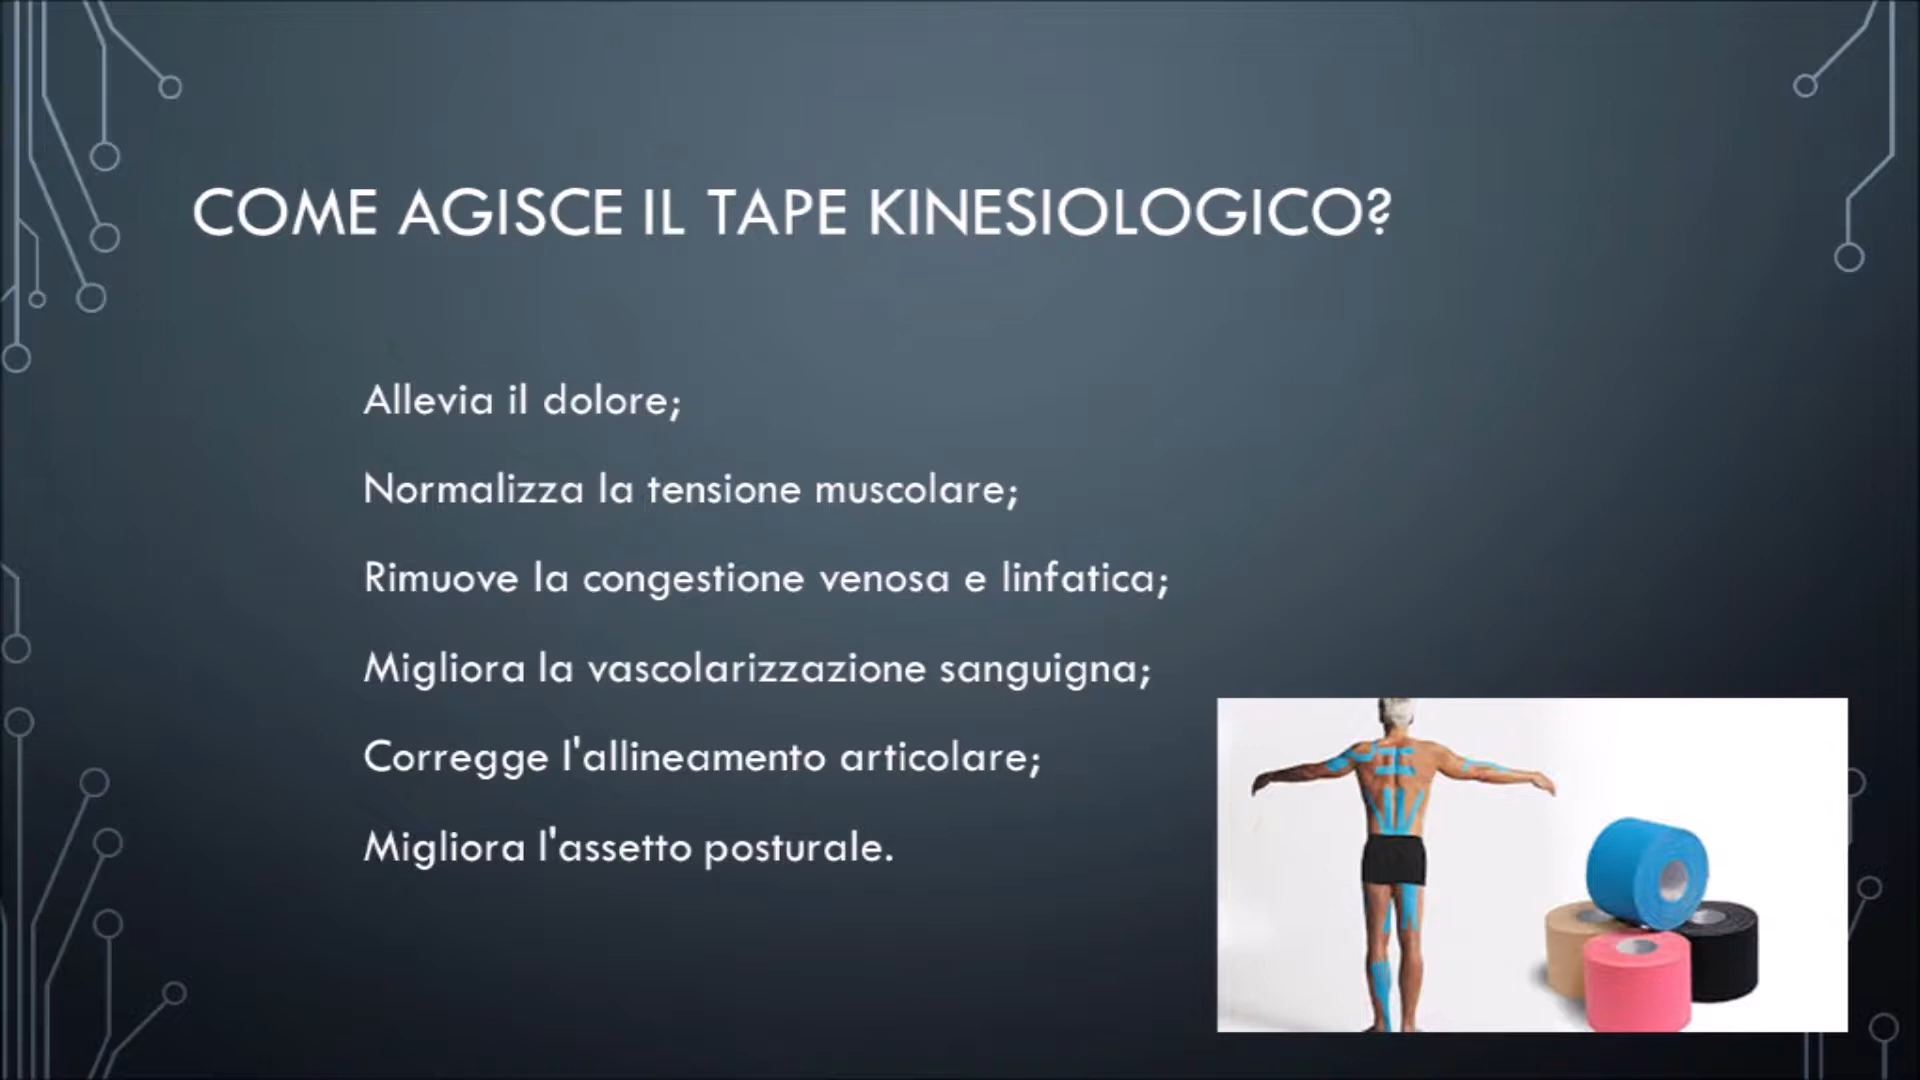 COME AGISCE IL TAPE KINESIOLOGICO?
Allevia il dolore;
Normalizza la tensione muscolare;
Rimuove la congestione venosa e linfatica;
Migliora la vascolarizzazione sanguigna;
Corregge l'allineamento articolare;
Migliora l'assetto posturale.